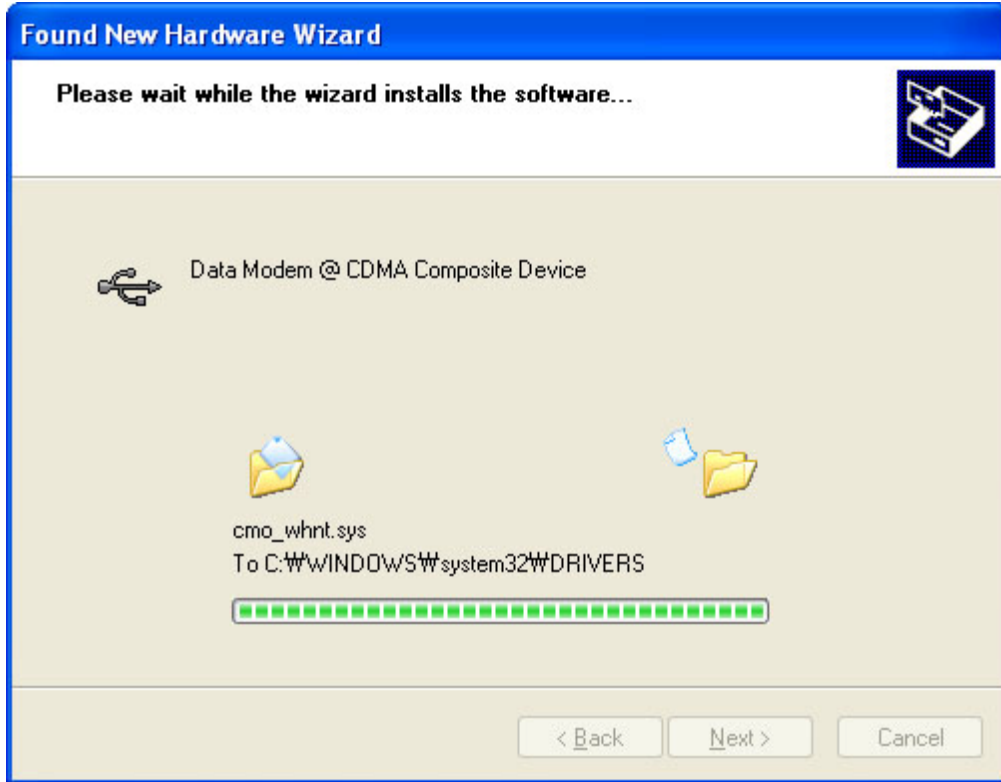 Found New Hardware Wizard
Please wait while the wizard installs the software...
Data Modem @ CDMA Composite Device
cmo_whnt.sys
To C:₩WINDOWS₩system32₩DRIVERS
< Back
Next >
Cancel